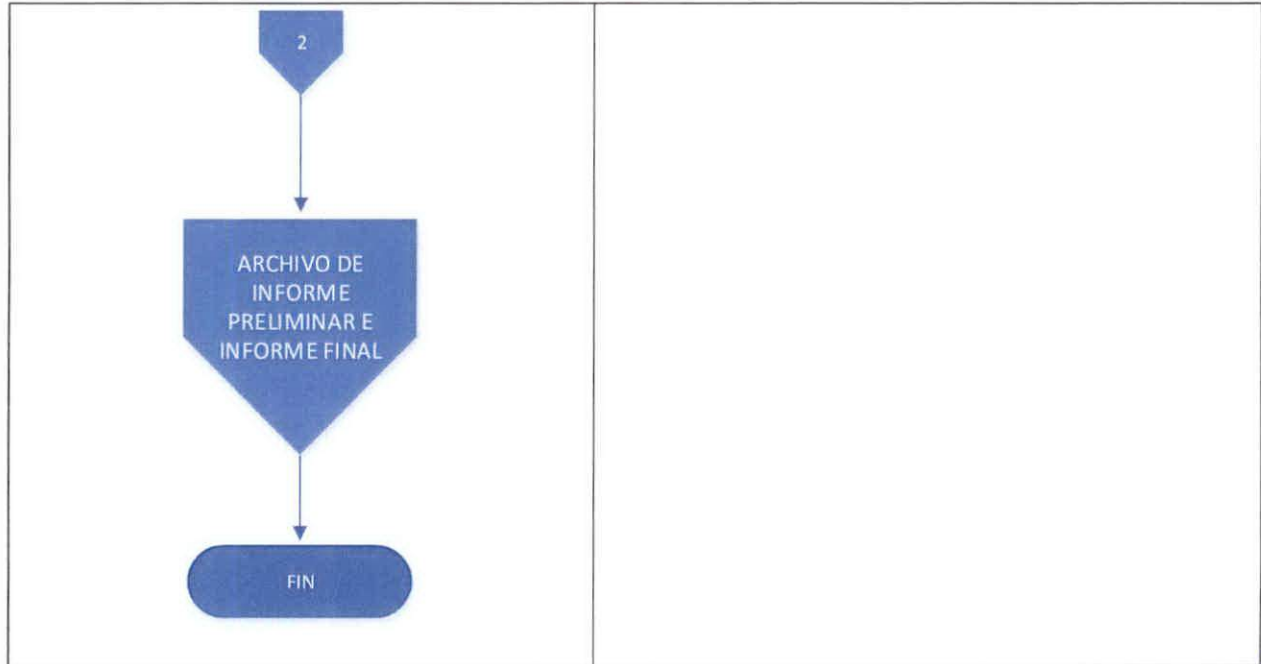 2
ARCHIVO DE
INFORME
PRELIMINAR E
INFORME FINAL
FIN